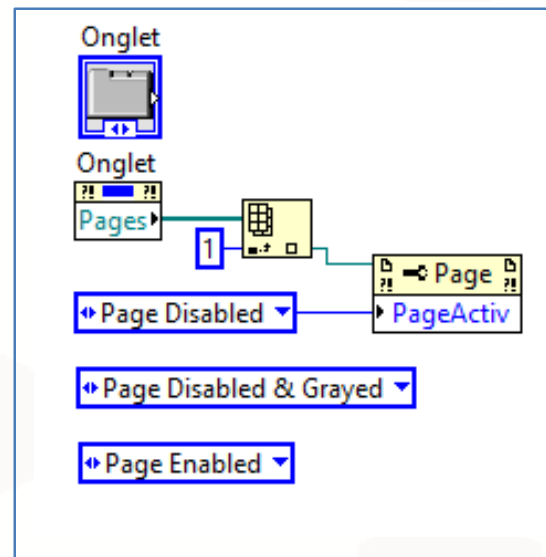 Onglet
Onglet
?! ?!
Pages
1
?! Page ?!
Page Disabled
PageActiv
Page Disabled & Grayed
Page Enabled